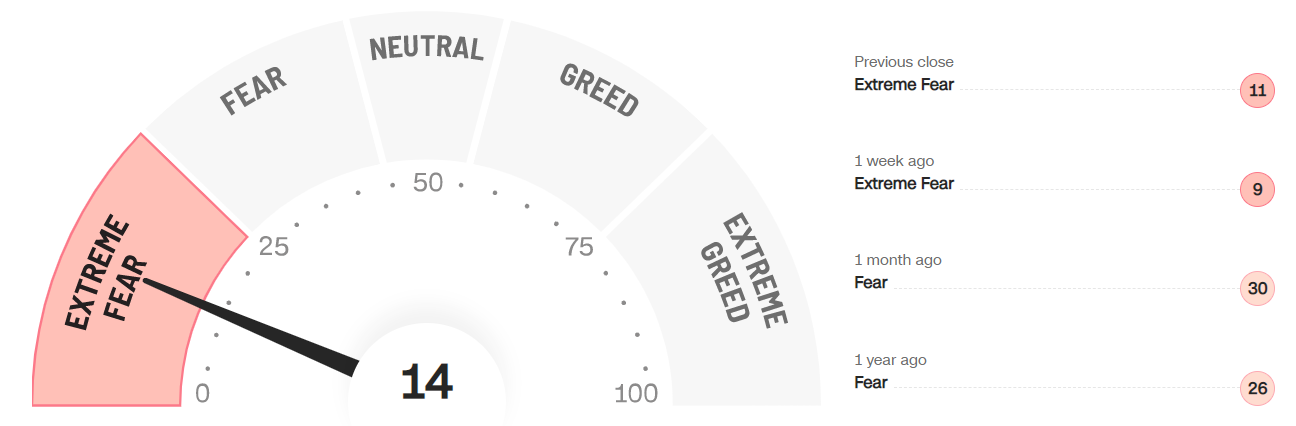 EXTREME
FEAR
FEAR
NEUTRAL
GREED
EXTREME
GREED
0
25
50
75
100
14
Previous close
Extreme Fear
11
1 week ago
Extreme Fear
9
1 month ago
Fear
30
1 year ago
Fear
26